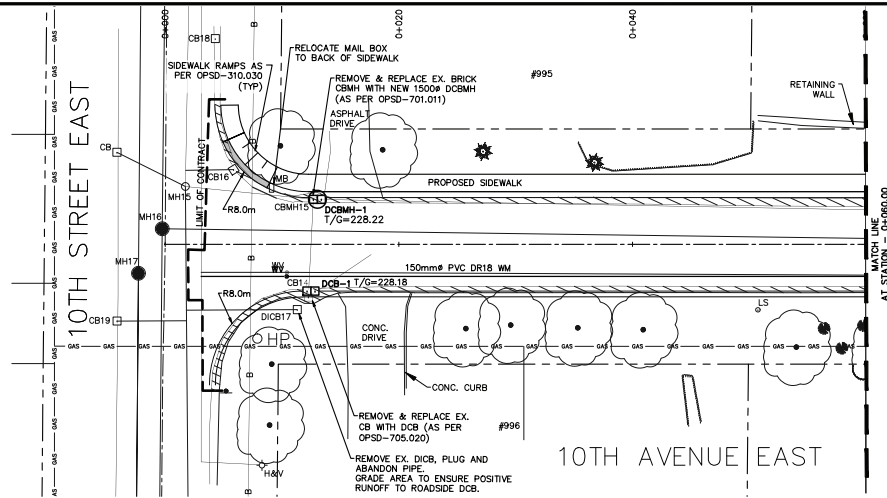 0+000
0+020
0+040
CB18
B
RELOCATE MAIL BOX
TO BACK OF SIDEWALK
SIDEWALK RAMPS AS
PER OPSD-310.030
(TYP)
REMOVE & REPLACE EX. BRICK
CBMH WITH NEW 1500ø DCBMH
(AS PER OPSD-701.011)
#995
RETAINING
WALL
ASPHALT
DRIVE
10TH STREET EAST
GAS
CB
LIMIT OF CONTRACT
CB16
MB
MH15
R8.0m
CBMH15
DCBMH-1
T/G=228.22
PROPOSED SIDEWALK
MH16
MH17
WV
150mmø PVC DR18 WM
CB14
DCB-1 T/G=228.18
R8.0m
DICB17
CB19
HP
CONC.
DRIVE
LS
GAS
CONC. CURB
MATCH LINE
AT STATION - 0+060.00
REMOVE & REPLACE EX.
CB WITH DCB (AS PER
OPSD-705.020)
#996
REMOVE EX. DICB, PLUG AND
ABANDON PIPE.
GRADE AREA TO ENSURE POSITIVE
RUNOFF TO ROADSIDE DCB.
H&V
10TH AVENUE EAST